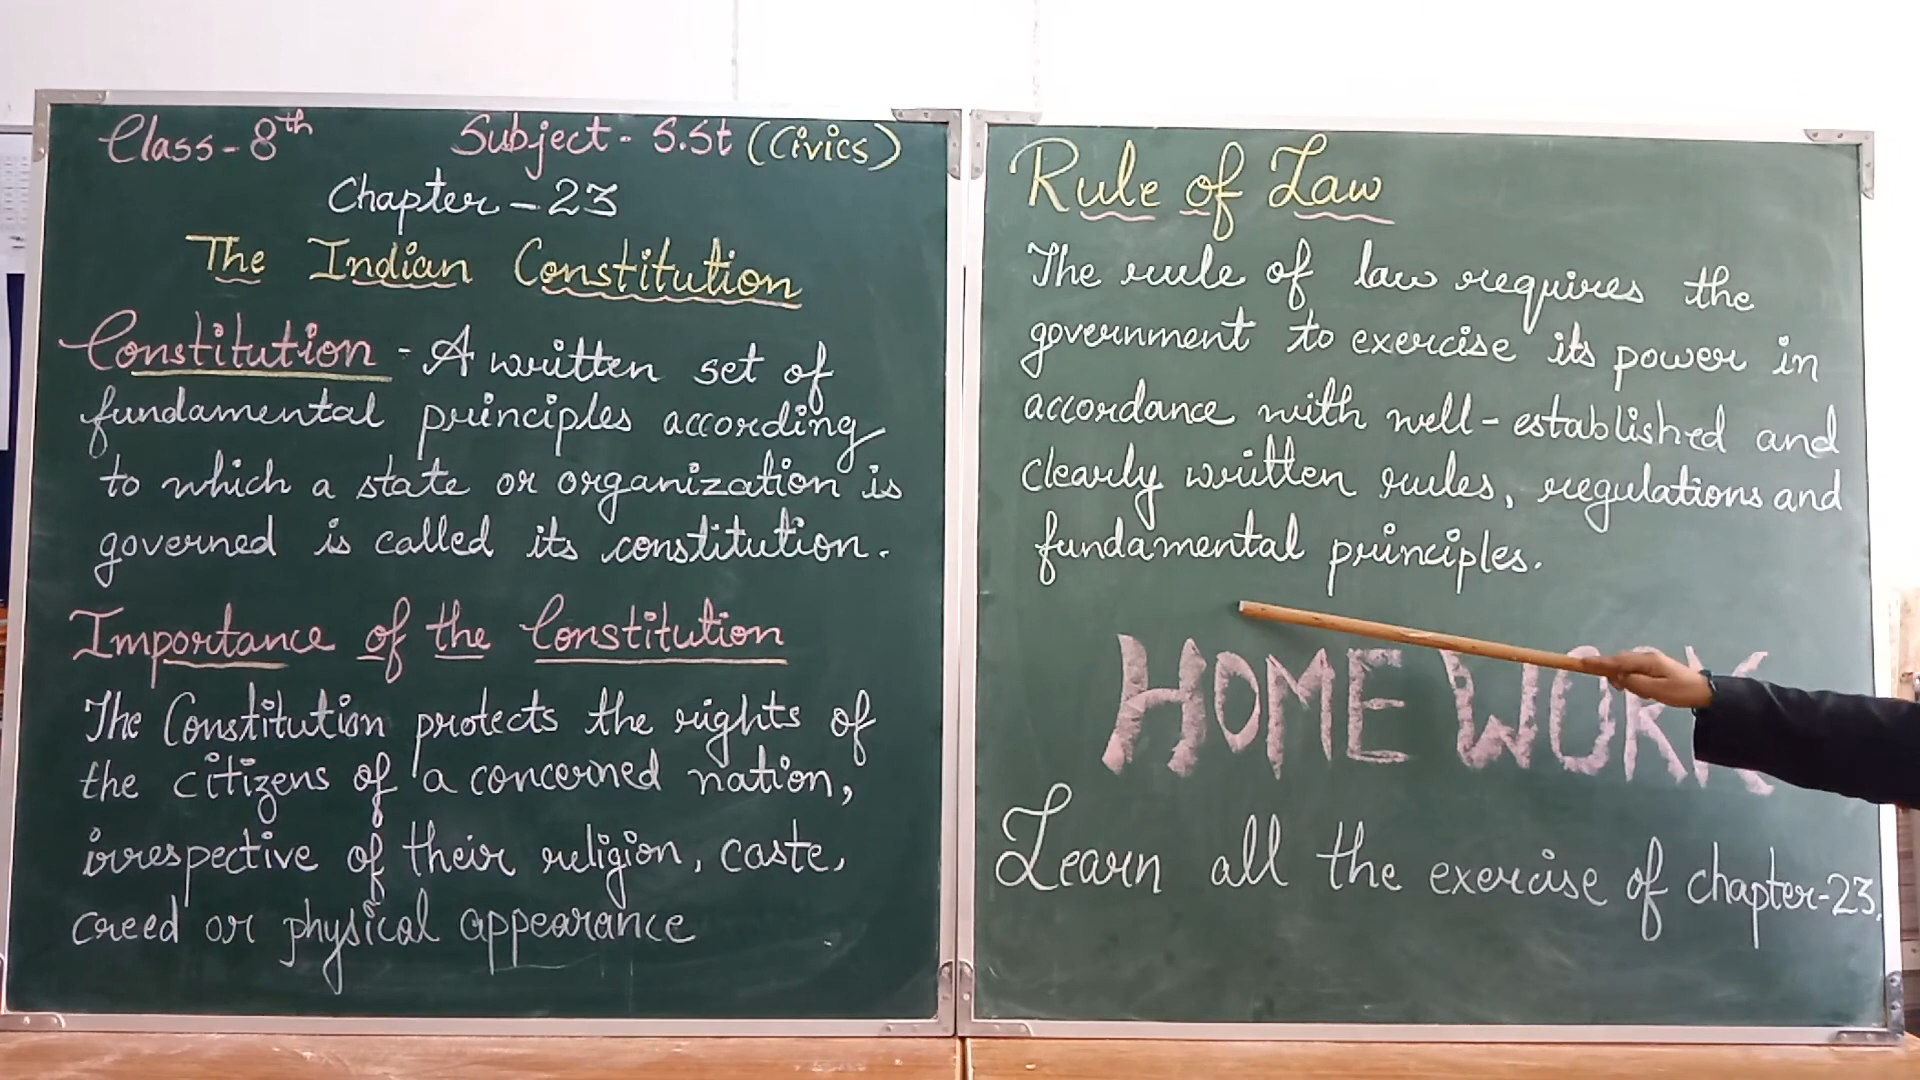 Class - 8th Subject - S.St (Civics)
Chapter - 23
The Indian Constitution
Constitution - A written set of
fundamental principles according
to which a state or organization is
governed is called its constitution.
Importance of the Constitution
The Constitution protects the rights of
the citizens of a concerned nation,
irrespective of their religion, caste,
creed or physical appearance
Rule of Law
The rule of law requires the
government to exercise its power in
accordance with well-established and
clearly written rules, regulations and
fundamental principles.
HOME WORK
Learn all the exercise of chapter-23.